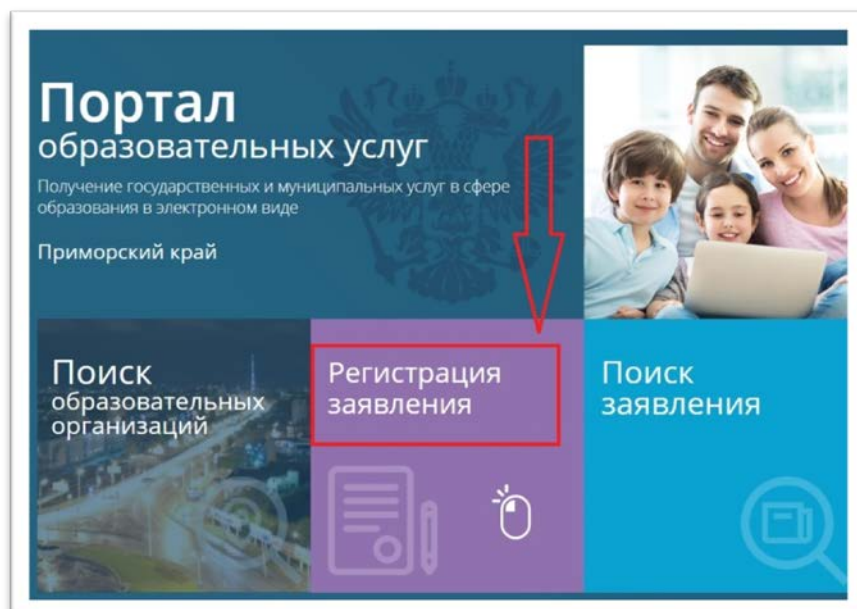 Портал
образовательных услуг
Получение государственных и муниципальных услуг в сфере
образования в электронном виде
Приморский край
Поиск
образовательных
организаций
Регистрация
заявления
Поиск
заявления